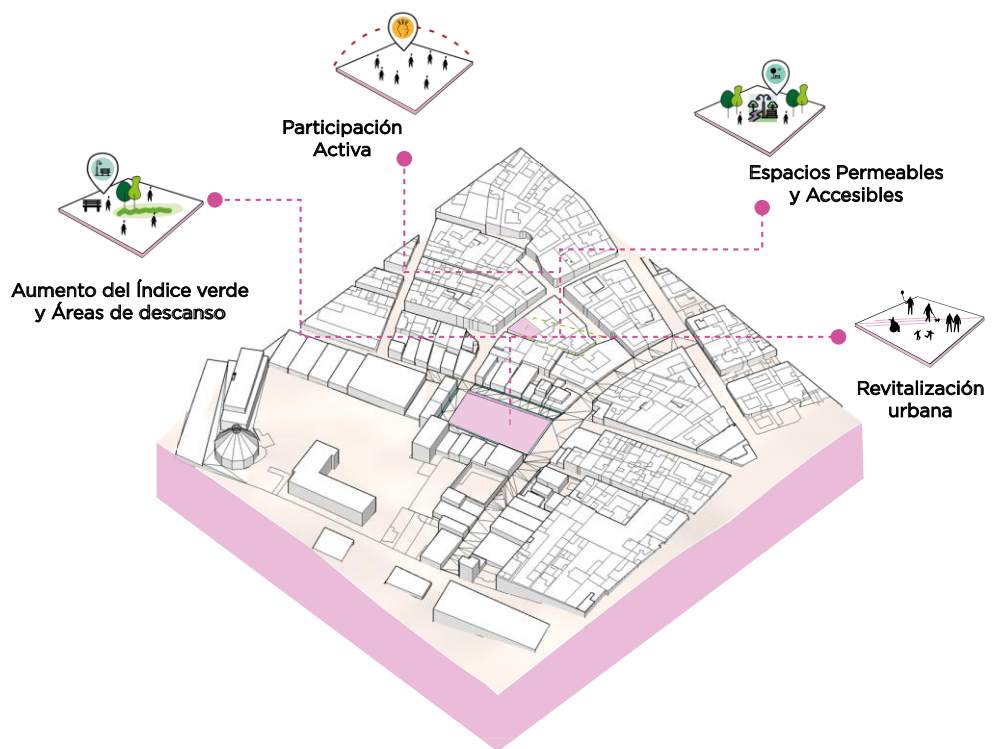 Participación
Activa
Espacios Permeables
y Accesibles
Aumento del Índice verde
y Áreas de descanso
Revitalización
urbana